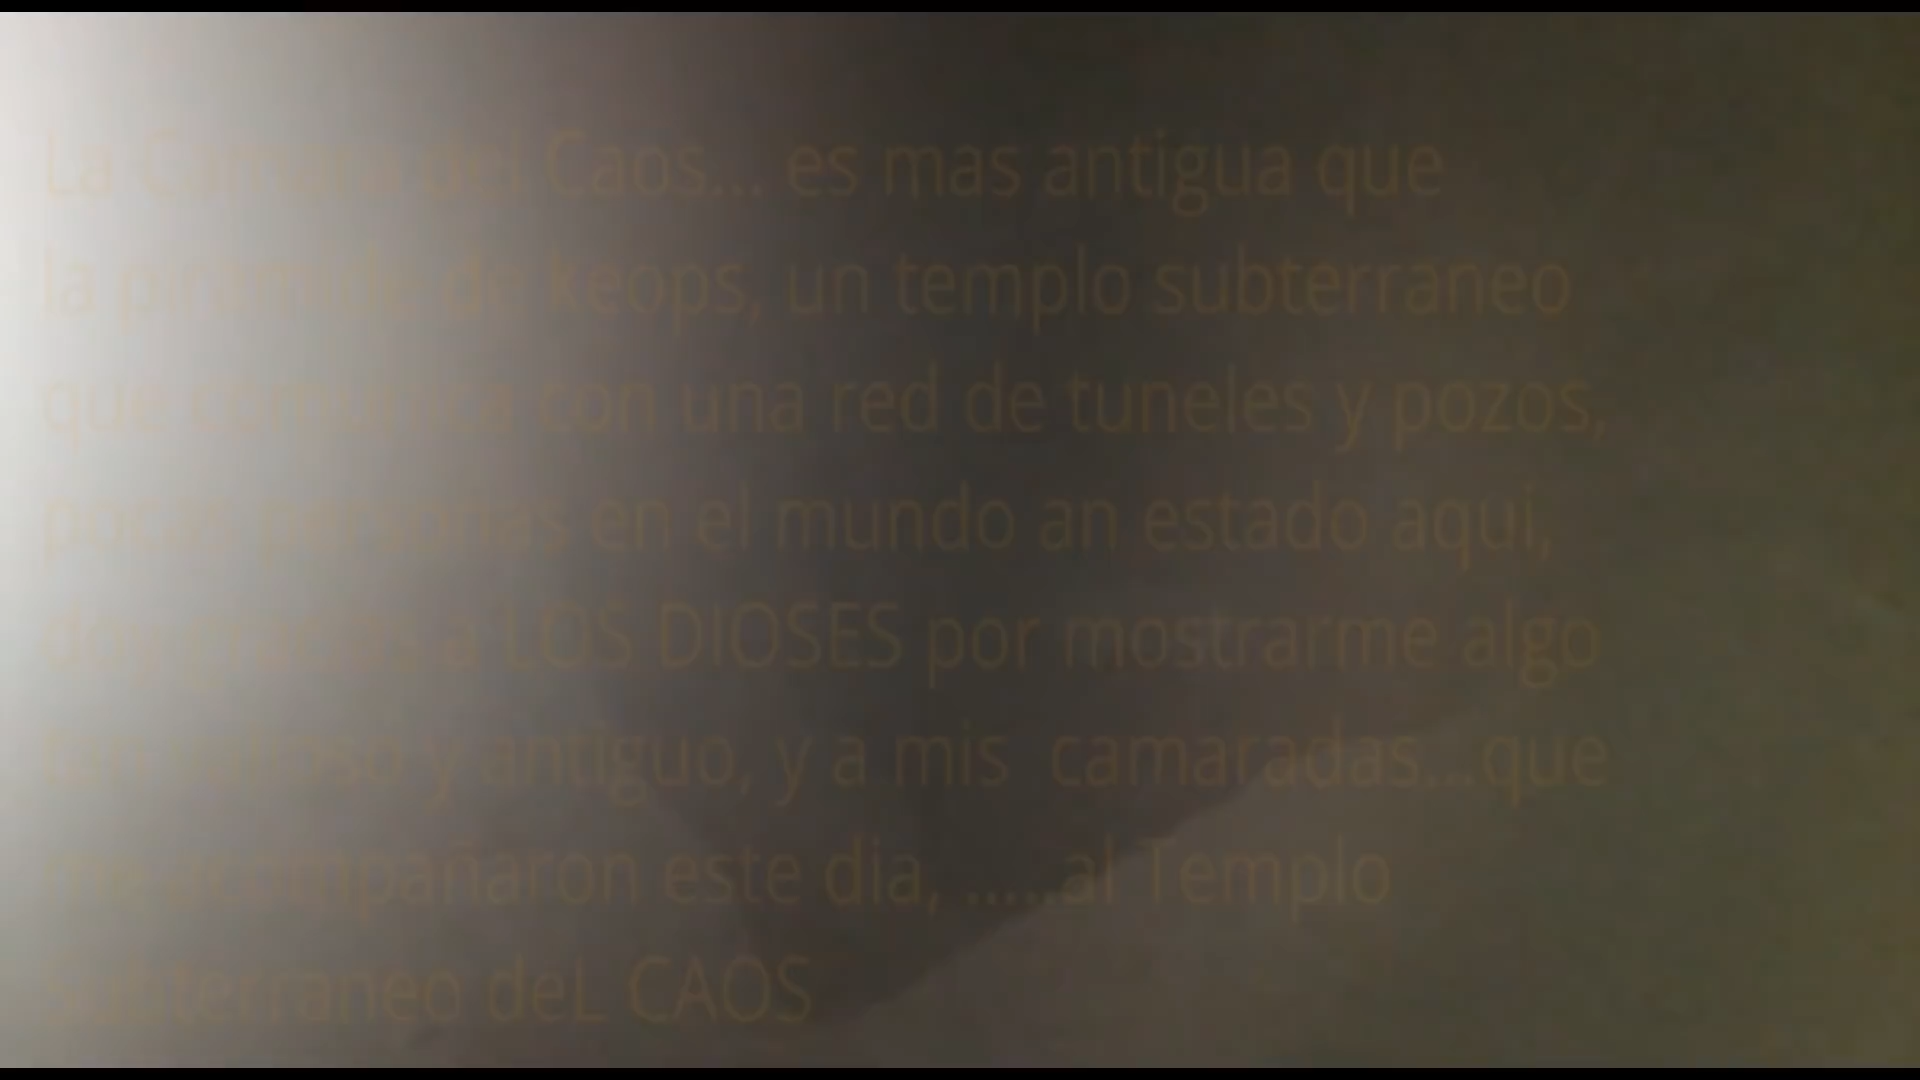 La Camara del Caos... es mas antigua que
la piramide de keops, un templo subterraneo
que comunica con una red de tuneles y pozos,
pocas personas en el mundo an estado aqui,
doy gracias a LOS DIOSES por mostrarme algo
tan valioso y antiguo, y a mis camaradas...que
me acompañaron este dia, .....al Templo
Subterraneo deL CAOS